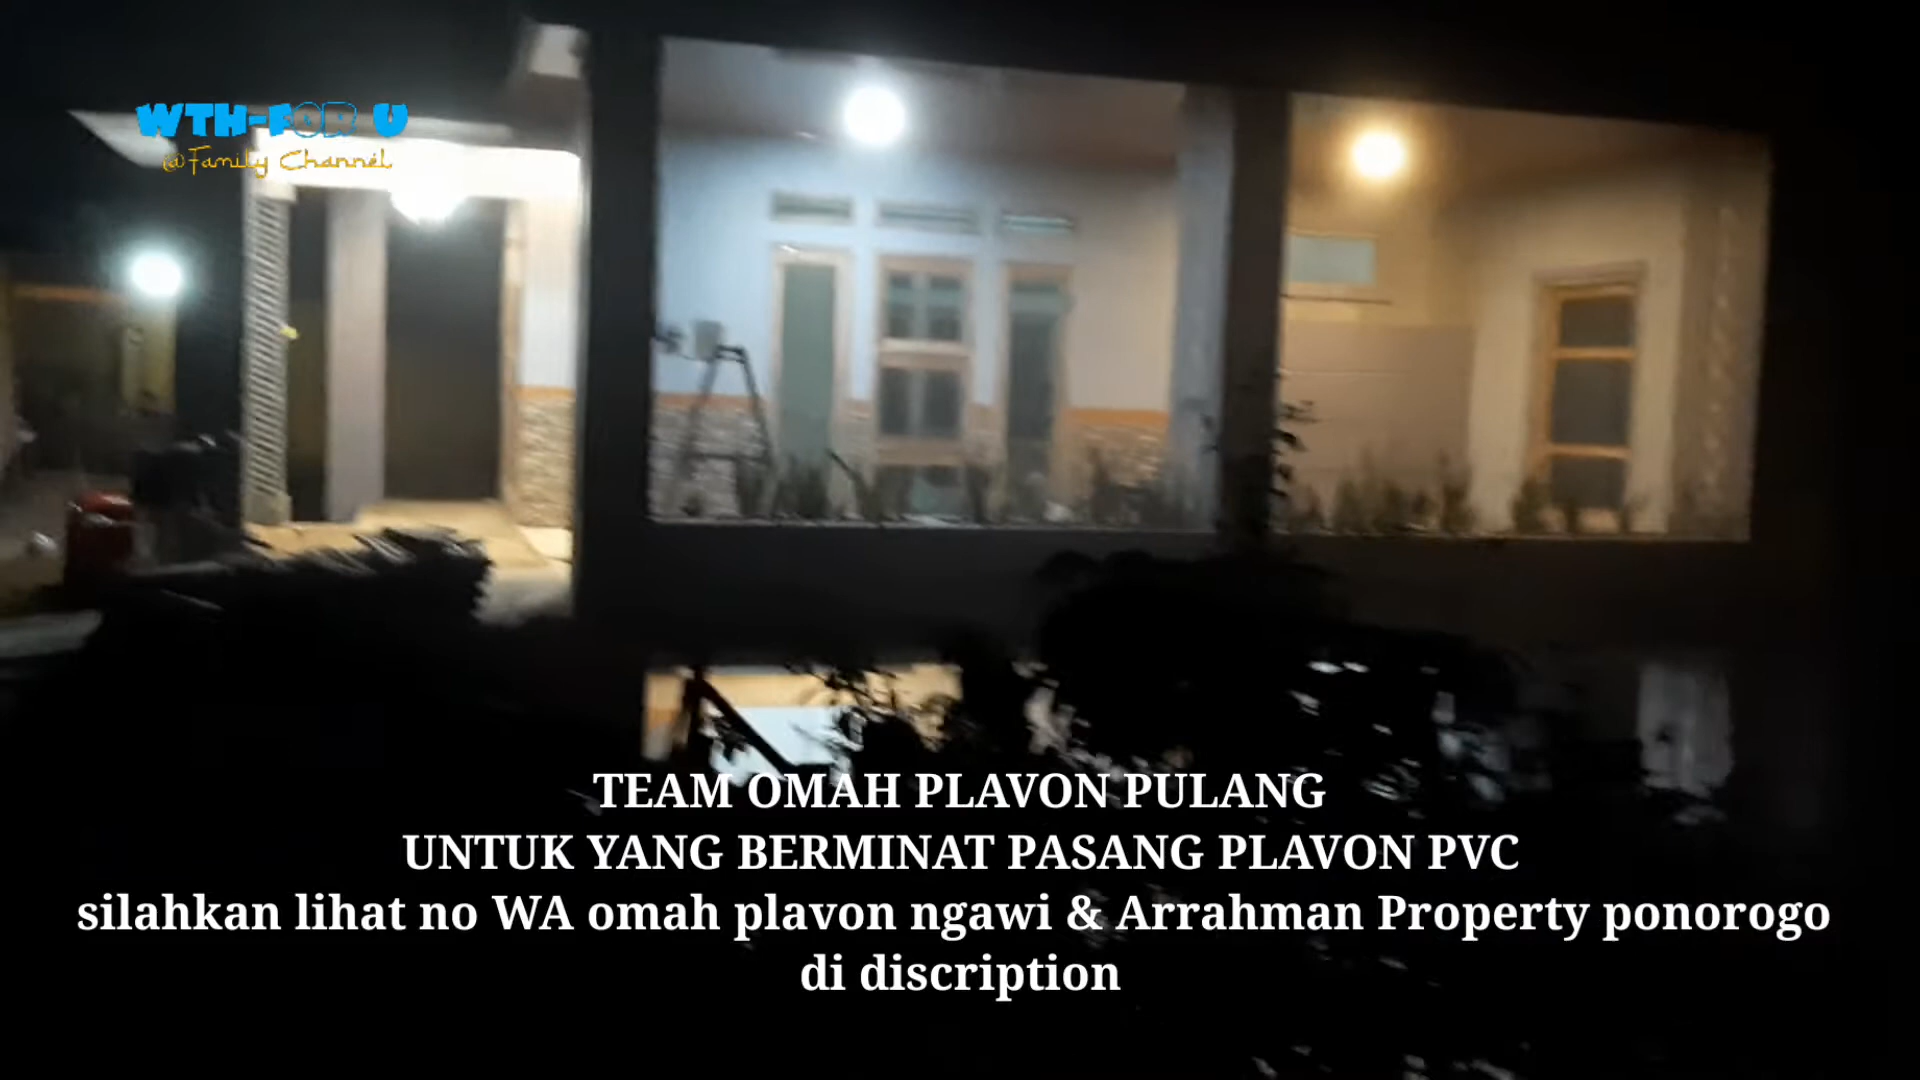 WTH-FOR U
@Family Channel
TEAM OMAH PLAVON PULANG
UNTUK YANG BERMINAT PASANG PLAVON PVC
silahkan lihat no WA omah plavon ngawi & Arrahman Property ponorogo
di discription